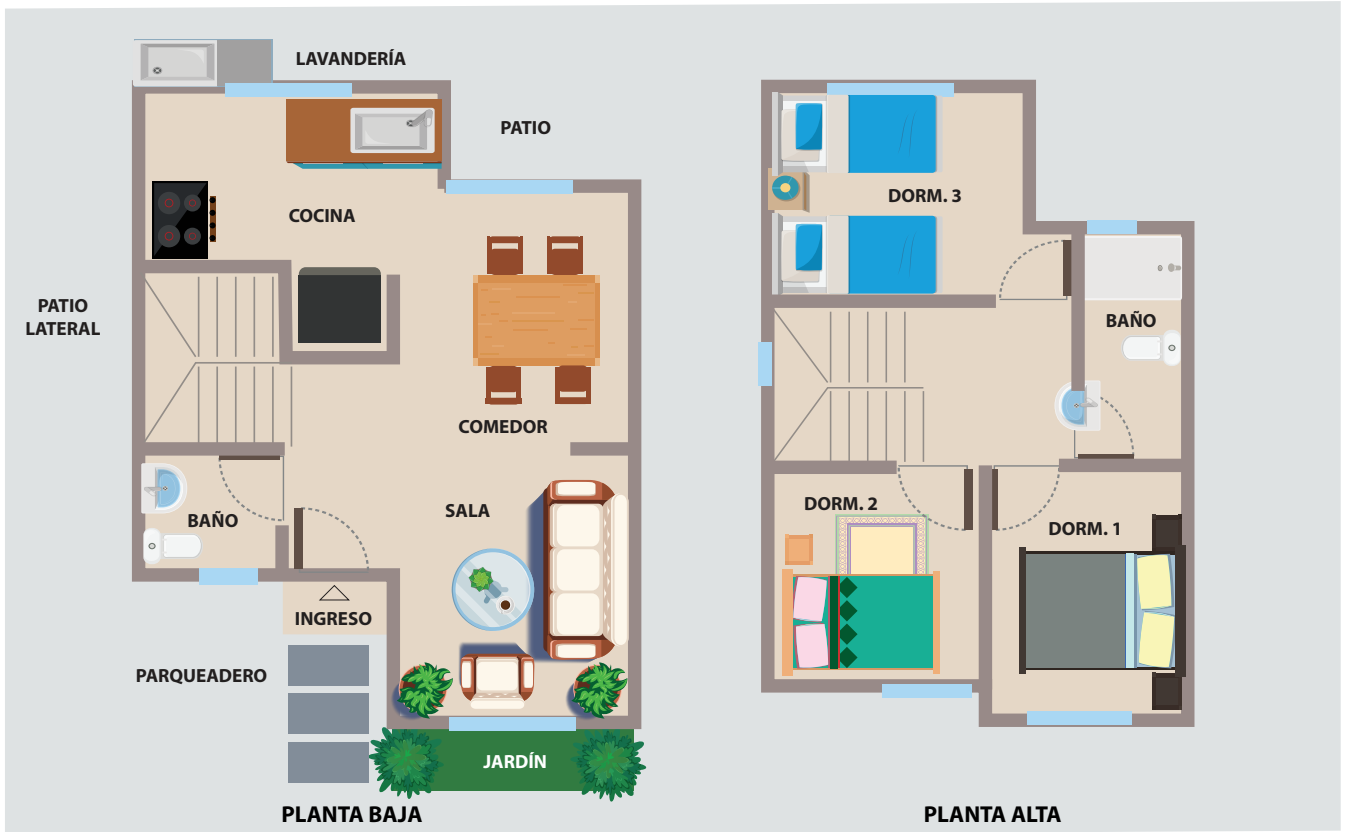 LAVANDERÍA
PATIO
COCINA
PATIO
LATERAL
COMEDOR
SALA
BAÑO
INGRESO
PARQUEADERO
JARDÍN
PLANTA BAJA
DORM. 3
BAÑO
DORM. 2
DORM. 1
PLANTA ALTA